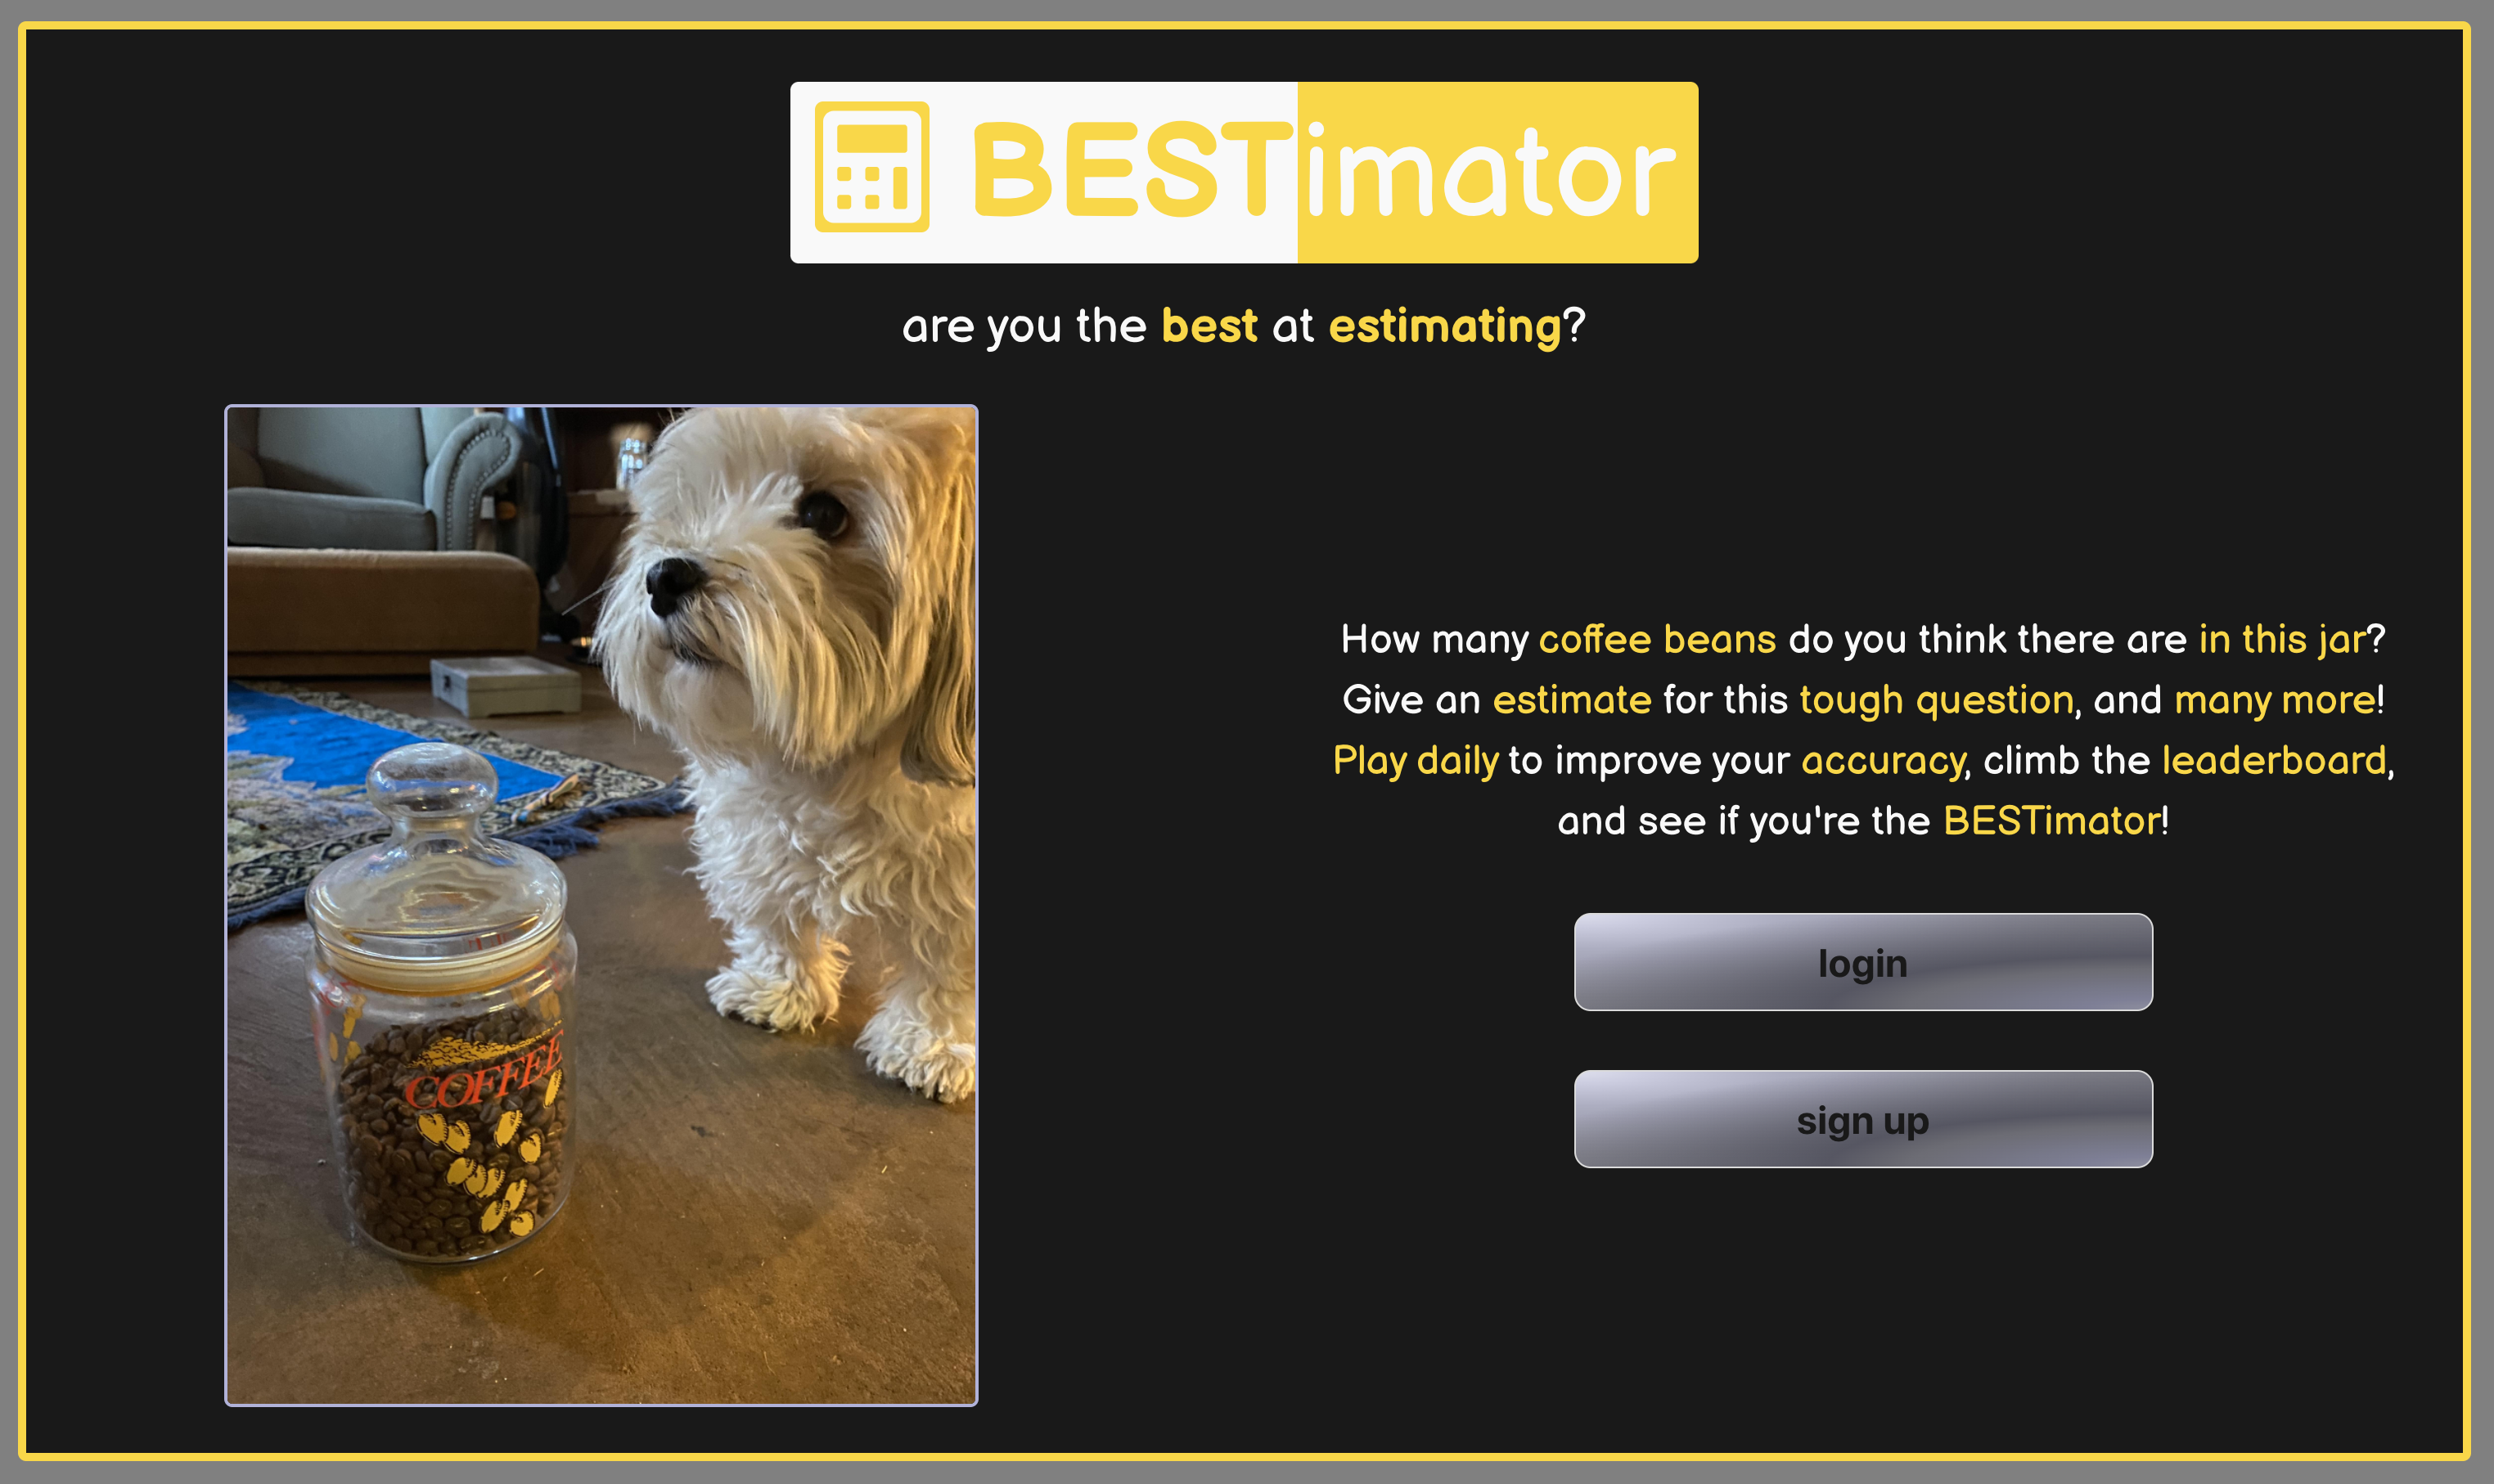 BESTimator
are you the best at estimating?
COFFEE
How many coffee beans do you think there are in this jar?
Give an estimate for this tough question, and many more!
Play daily to improve your accuracy, climb the leaderboard,
and see if you're the BESTimator!
login
sign up